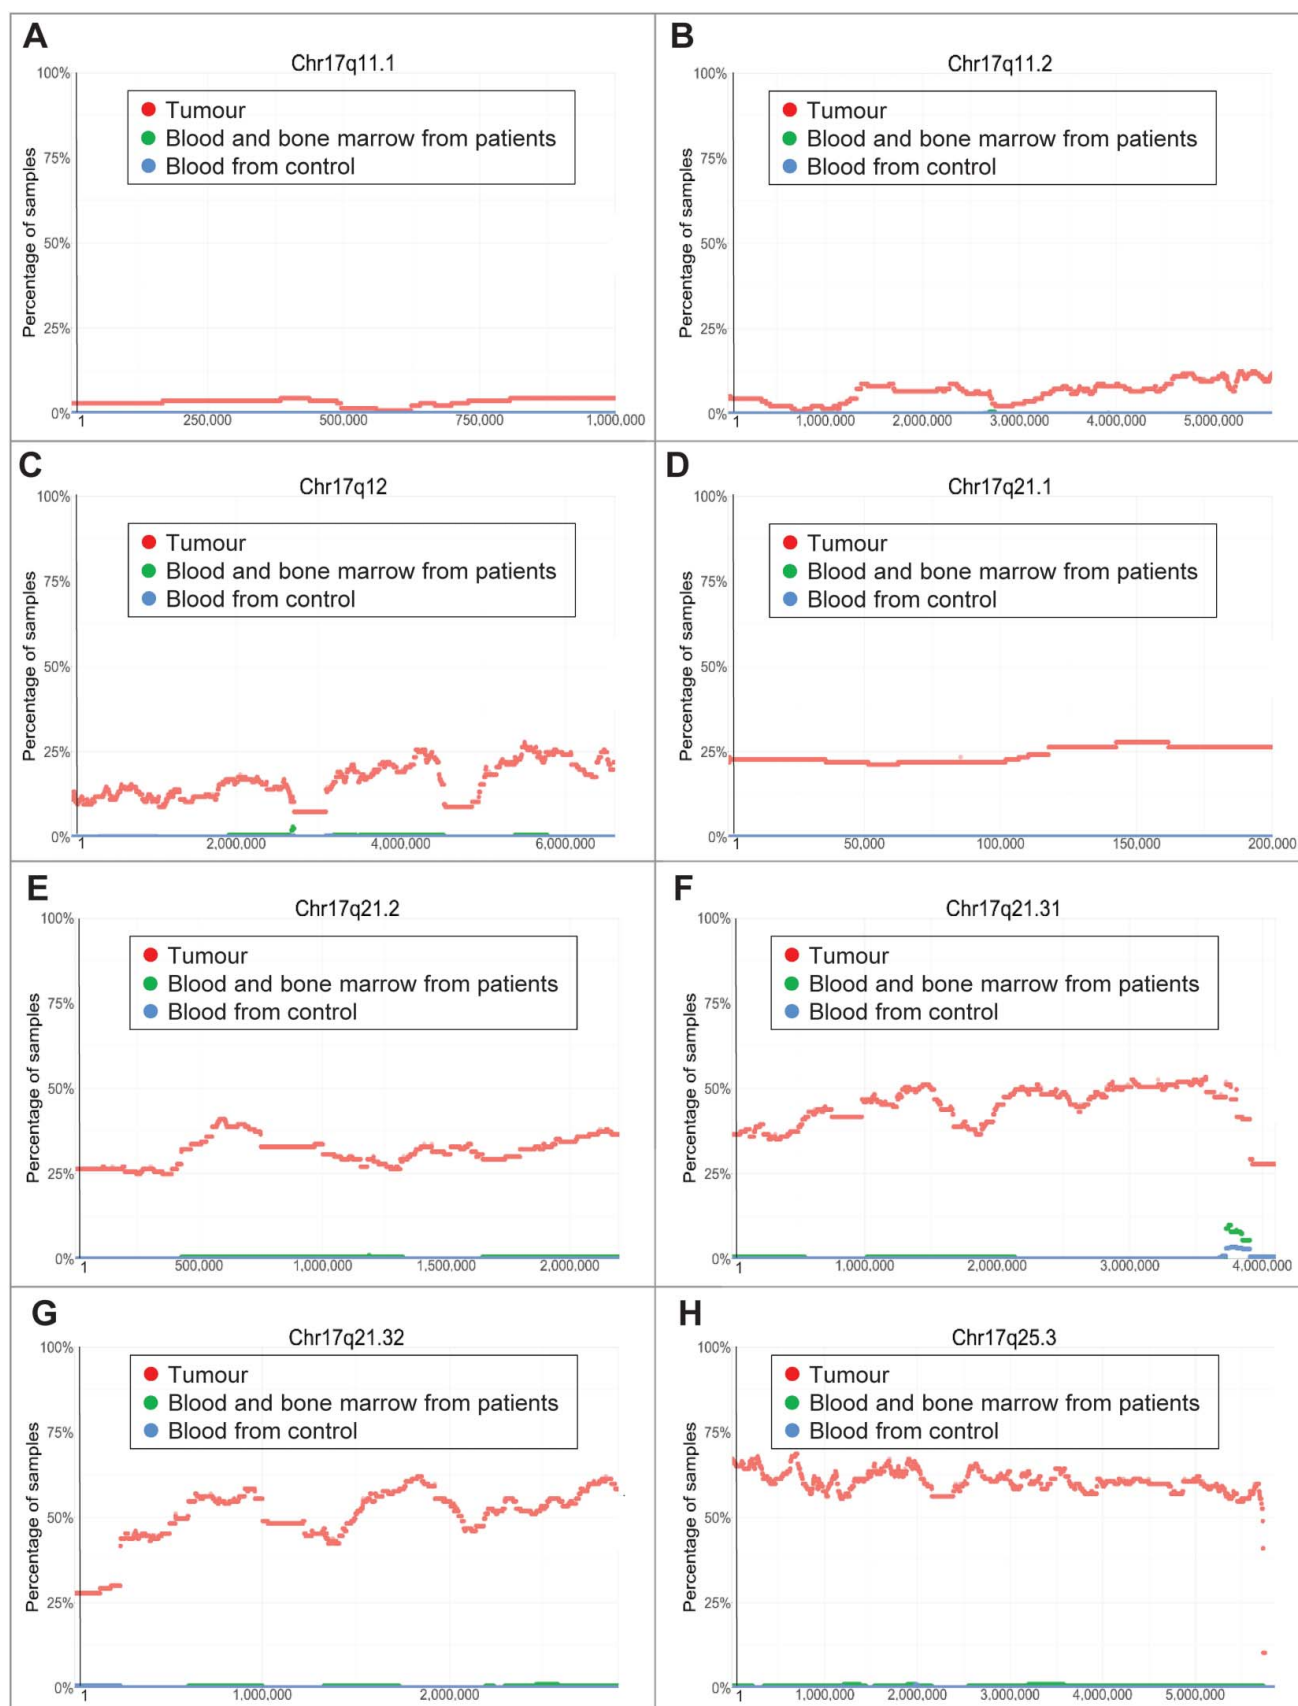 A
Chr17q11.1
100%
Tumour
Blood and bone marrow from patients
Blood from control
75%
50%
25%
0%
Percentage of samples
1 250,000 500,000 750,000 1,000,000
B
Chr17q11.2
100%
Tumour
Blood and bone marrow from patients
Blood from control
75%
50%
25%
0%
Percentage of samples
1 1,000,000 2,000,000 3,000,000 4,000,000 5,000,000
C
Chr17q12
100%
Tumour
Blood and bone marrow from patients
Blood from control
75%
50%
25%
0%
Percentage of samples
1 2,000,000 4,000,000 6,000,000
D
Chr17q21.1
100%
Tumour
Blood and bone marrow from patients
Blood from control
75%
50%
25%
0%
Percentage of samples
1 50,000 100,000 150,000 200,000
E
Chr17q21.2
100%
Tumour
Blood and bone marrow from patients
Blood from control
75%
50%
25%
0%
Percentage of samples
1 500,000 1,000,000 1,500,000 2,000,000
F
Chr17q21.31
100%
Tumour
Blood and bone marrow from patients
Blood from control
75%
50%
25%
0%
Percentage of samples
1 1,000,000 2,000,000 3,000,000 4,000,000
G
Chr17q21.32
100%
Tumour
Blood and bone marrow from patients
Blood from control
75%
50%
25%
0%
Percentage of samples
1 1,000,000 2,000,000
H
Chr17q25.3
100%
Tumour
Blood and bone marrow from patients
Blood from control
75%
50%
25%
0%
Percentage of samples
1 1,000,000 2,000,000 3,000,000 4,000,000 5,000,000